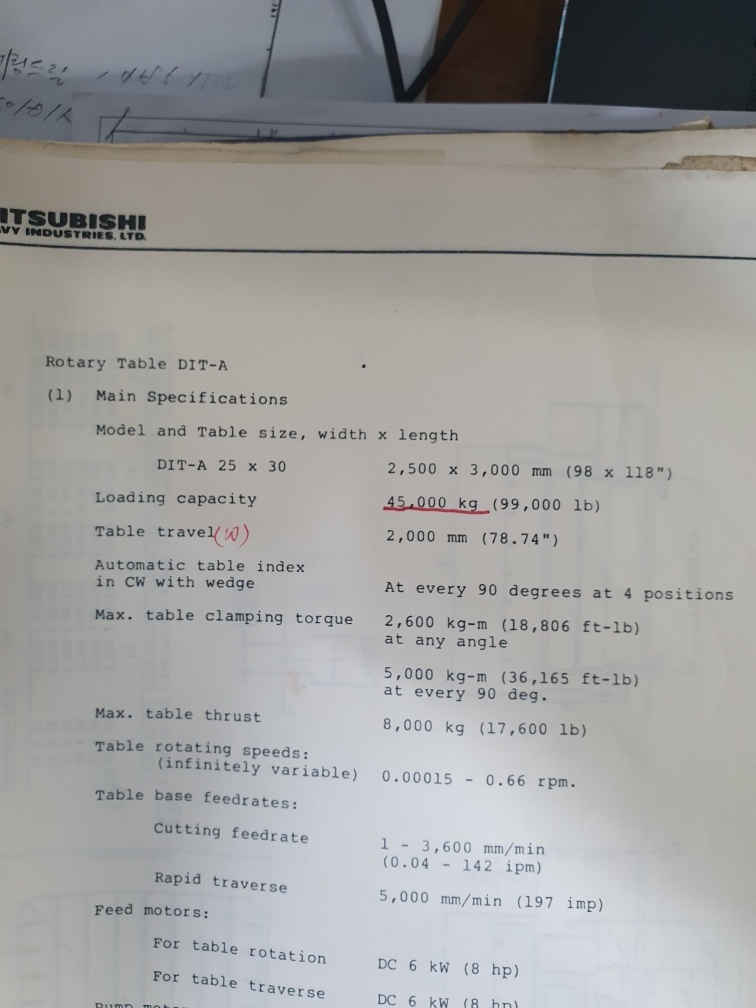 ITSUBISHI
VY INDUSTRIES, LTD.
Rotary Table DIT-A
(1) Main Specifications
Model and Table size, width x length
DIT-A 25 x 30 2,500 x 3,000 mm (98 x 118")
Loading capacity 45,000 kg (99,000 lb)
Table travel(W) 2,000 mm (78.74")
Automatic table index
in CW with wedge At every 90 degrees at 4 positions
Max. table clamping torque 2,600 kg-m (18,806 ft-lb)
at any angle
5,000 kg-m (36,165 ft-lb)
at every 90 deg.
Max. table thrust 8,000 kg (17,600 lb)
Table rotating speeds:
(infinitely variable) 0.00015 - 0.66 rpm.
Table base feedrates:
Cutting feedrate 1 - 3,600 mm/min
(0.04 - 142 ipm)
Rapid traverse 5,000 mm/min (197 imp)
Feed motors:
For table rotation DC 6 kW (8 hp)
For table traverse DC 6 kW (8 hp)